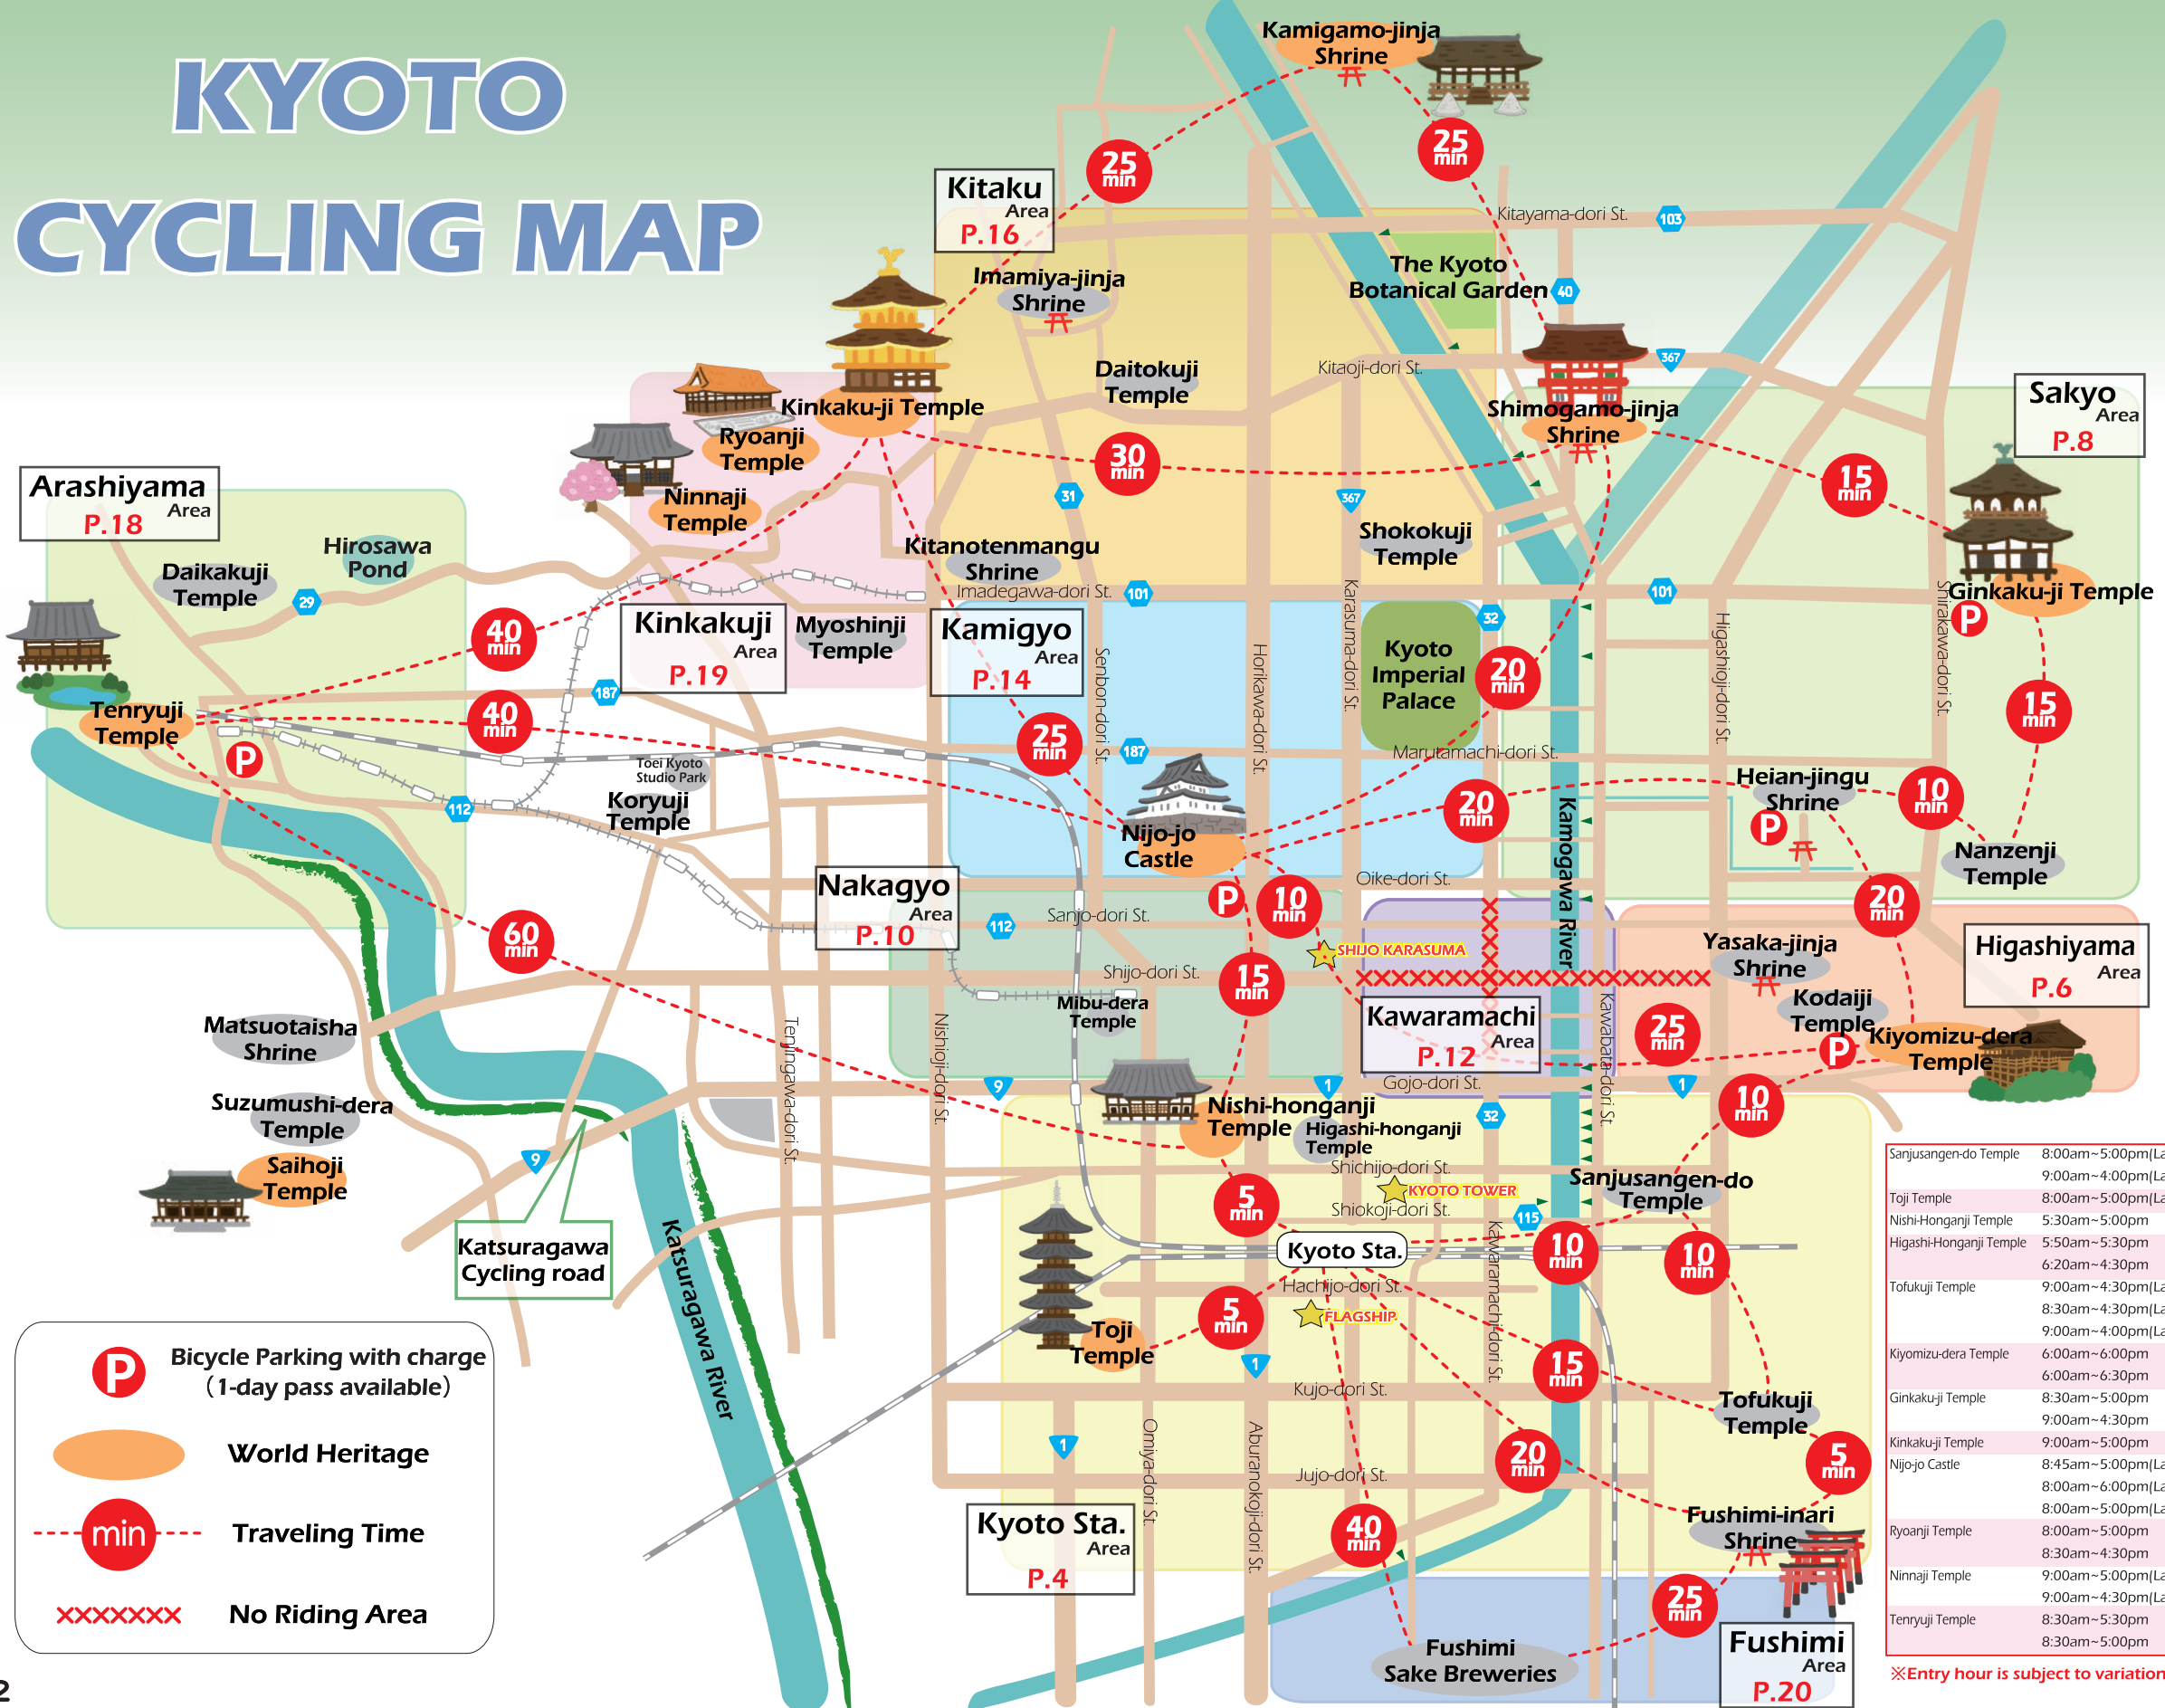 KYOTO
CYCLING MAP
Kamigamo-jinja
Shrine
25
min
25
min
Kitaku
Area
P.16
Kitayama-dori St.
103
Imamiya-jinja
Shrine
The Kyoto
Botanical Garden
40
Daitokuji
Temple
Kitaoji-dori St.
367
Kinkaku-ji Temple
Ryoanji
Temple
Ninnaji
Temple
Shimogamo-jinja
Shrine
Sakyo
Area
P.8
30
min
15
min
31
367
Arashiyama
Area
P.18
Hirosawa
Pond
Daikakuji
Temple
29
Kitanotenmangu
Shrine
Shokokuji
Temple
Imadegawa-dori St.
101
101
Ginkaku-ji Temple
P
40
min
Kinkakuji
Area
P.19
Myoshinji
Temple
Kamigyo
Area
P.14
Senbon-dori St.
Horikawa-dori St.
Karasuma-dori St.
Kyoto
Imperial
Palace
32
20
min
Higashioji-dori St.
Shirakawa-dori St.
15
min
187
Tenryuji
Temple
P
40
min
25
min
187
Marutamachi-dori St.
Toei Kyoto
Studio Park
Koryuji
Temple
112
Nijo-jo
Castle
20
min
Kamogawa River
Heian-jingu
Shrine
P
10
min
Nanzenji
Temple
Nakagyo
Area
P.10
112
Sanjo-dori St.
P
10
min
Oike-dori St.
20
min
60
min
SHIJO KARASUMA
Yasaka-jinja
Shrine
Higashiyama
Area
P.6
Shijo-dori St.
15
min
Mibu-dera
Temple
Kawaramachi
Area
P.12
Kawabata-dori St.
25
min
Kodaiji
Temple
P
Kiyomizu-dera
Temple
Matsuotaisha
Shrine
Tenjingawa-dori St.
Nishioji-dori St.
9
1
Gojo-dori St.
1
Suzumushi-dera
Temple
Nishi-honganji
Temple
Higashi-honganji
Temple
32
10
min
9
Saihoji
Temple
Shichijo-dori St.
KYOTO TOWER
Shiokoji-dori St.
115
Sanjusangen-do
Temple
5
min
Katsuragawa
Cycling road
Katsuragawa River
Kyoto Sta.
10
min
10
min
Hachijo-dori St.
FLAGSHIP
Kawaramachi-dori St.
5
min
Toji
Temple
1
15
min
Kujo-dori St.
Tofukuji
Temple
1
Omiya-dori St.
Aburanokoji-dori St.
Jujo-dori St.
20
min
5
min
Kyoto Sta.
Area
P.4
40
min
Fushimi-inari
Shrine
25
min
Fushimi
Sake Breweries
Fushimi
Area
P.20
P
Bicycle Parking with charge
(1-day pass available)
World Heritage
min
Traveling Time
No Riding Area
2
Sanjusangen-do Temple 8:00am~5:00pm(La
9:00am~4:00pm(La
Toji Temple 8:00am~5:00pm(La
Nishi-Honganji Temple 5:30am~5:00pm
Higashi-Honganji Temple 5:50am~5:30pm
6:20am~4:30pm
Tofukuji Temple 9:00am~4:30pm(La
8:30am~4:30pm(La
9:00am~4:00pm(La
Kiyomizu-dera Temple 6:00am~6:00pm
6:00am~6:30pm
Ginkaku-ji Temple 8:30am~5:00pm
9:00am~4:30pm
Kinkaku-ji Temple 9:00am~5:00pm
Nijo-jo Castle 8:45am~5:00pm(La
8:00am~6:00pm(La
8:00am~5:00pm(La
Ryoanji Temple 8:00am~5:00pm
8:30am~4:30pm
Ninnaji Temple 9:00am~5:00pm(La
9:00am~4:30pm(La
Tenryuji Temple 8:30am~5:30pm
8:30am~5:00pm
※Entry hour is subject to variation